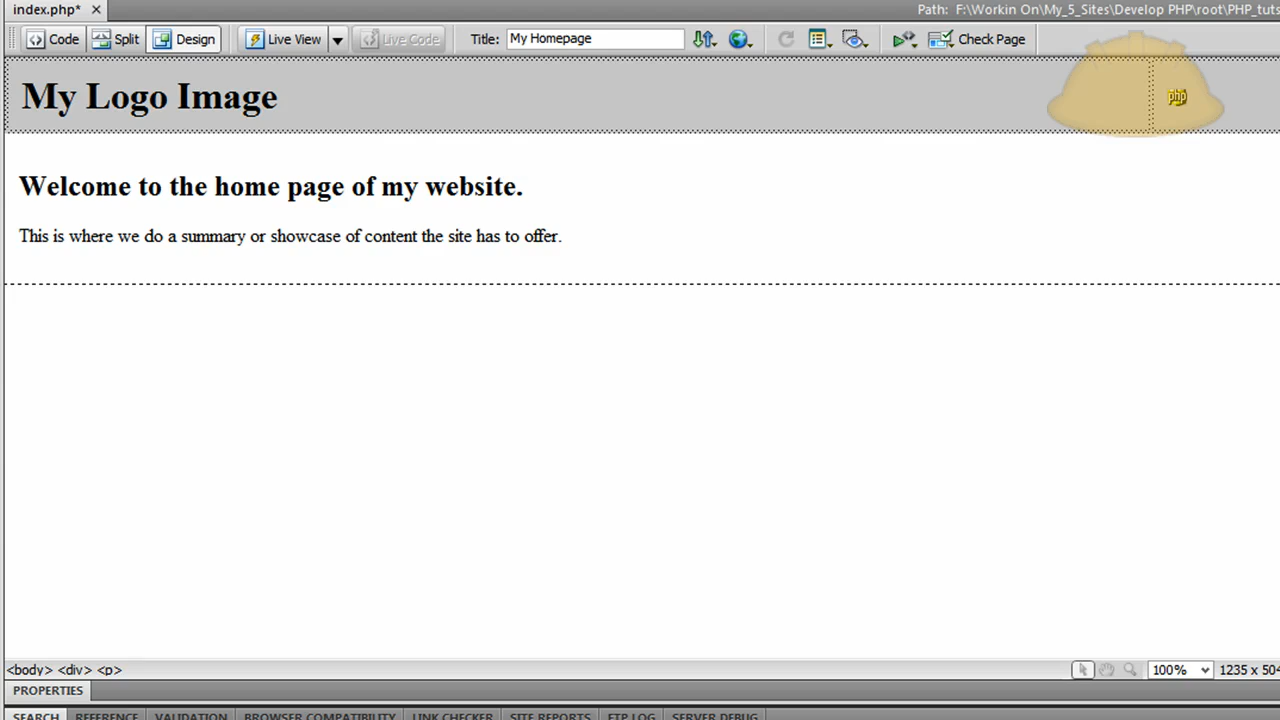 index.php* ×
Path: F:\Workin On\My_5_Sites\Develop PHP\root\PHP_tuts
Code Split Design Live View Live Code Title: My Homepage Check Page
My Logo Image
php
Welcome to the home page of my website.
This is where we do a summary or showcase of content the site has to offer.
<body> <div> <p>
100% 1235 x 504
PROPERTIES
SEARCH REFERENCE VALIDATION BROWSER COMPATIBILITY LINK CHECKER SITE REPORTS FTP LOG SERVER DEBUG